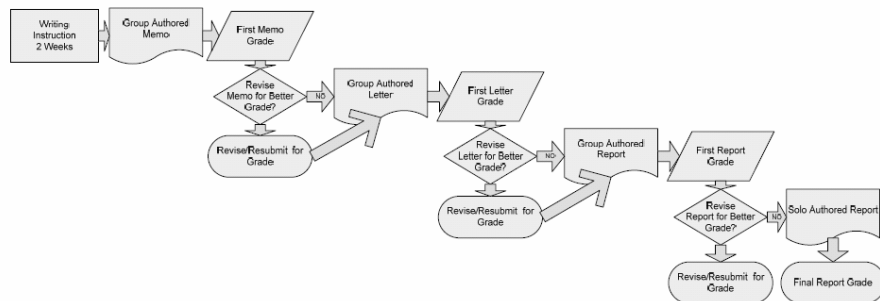 Writing
Instruction
2 Weeks
Group Authored
Memo
First Memo
Grade
Revise
Memo for Better
Grade?
NO
Group Authored
Letter
First Letter
Grade
Revise/Resubmit for
Grade
Revise
Letter for Better
Grade?
NO
Group Authored
Report
First Report
Grade
Revise/Resubmit for
Grade
Revise
Report for Better
Grade?
NO
Solo Authored Report
Revise/Resubmit for
Grade
Final Report Grade